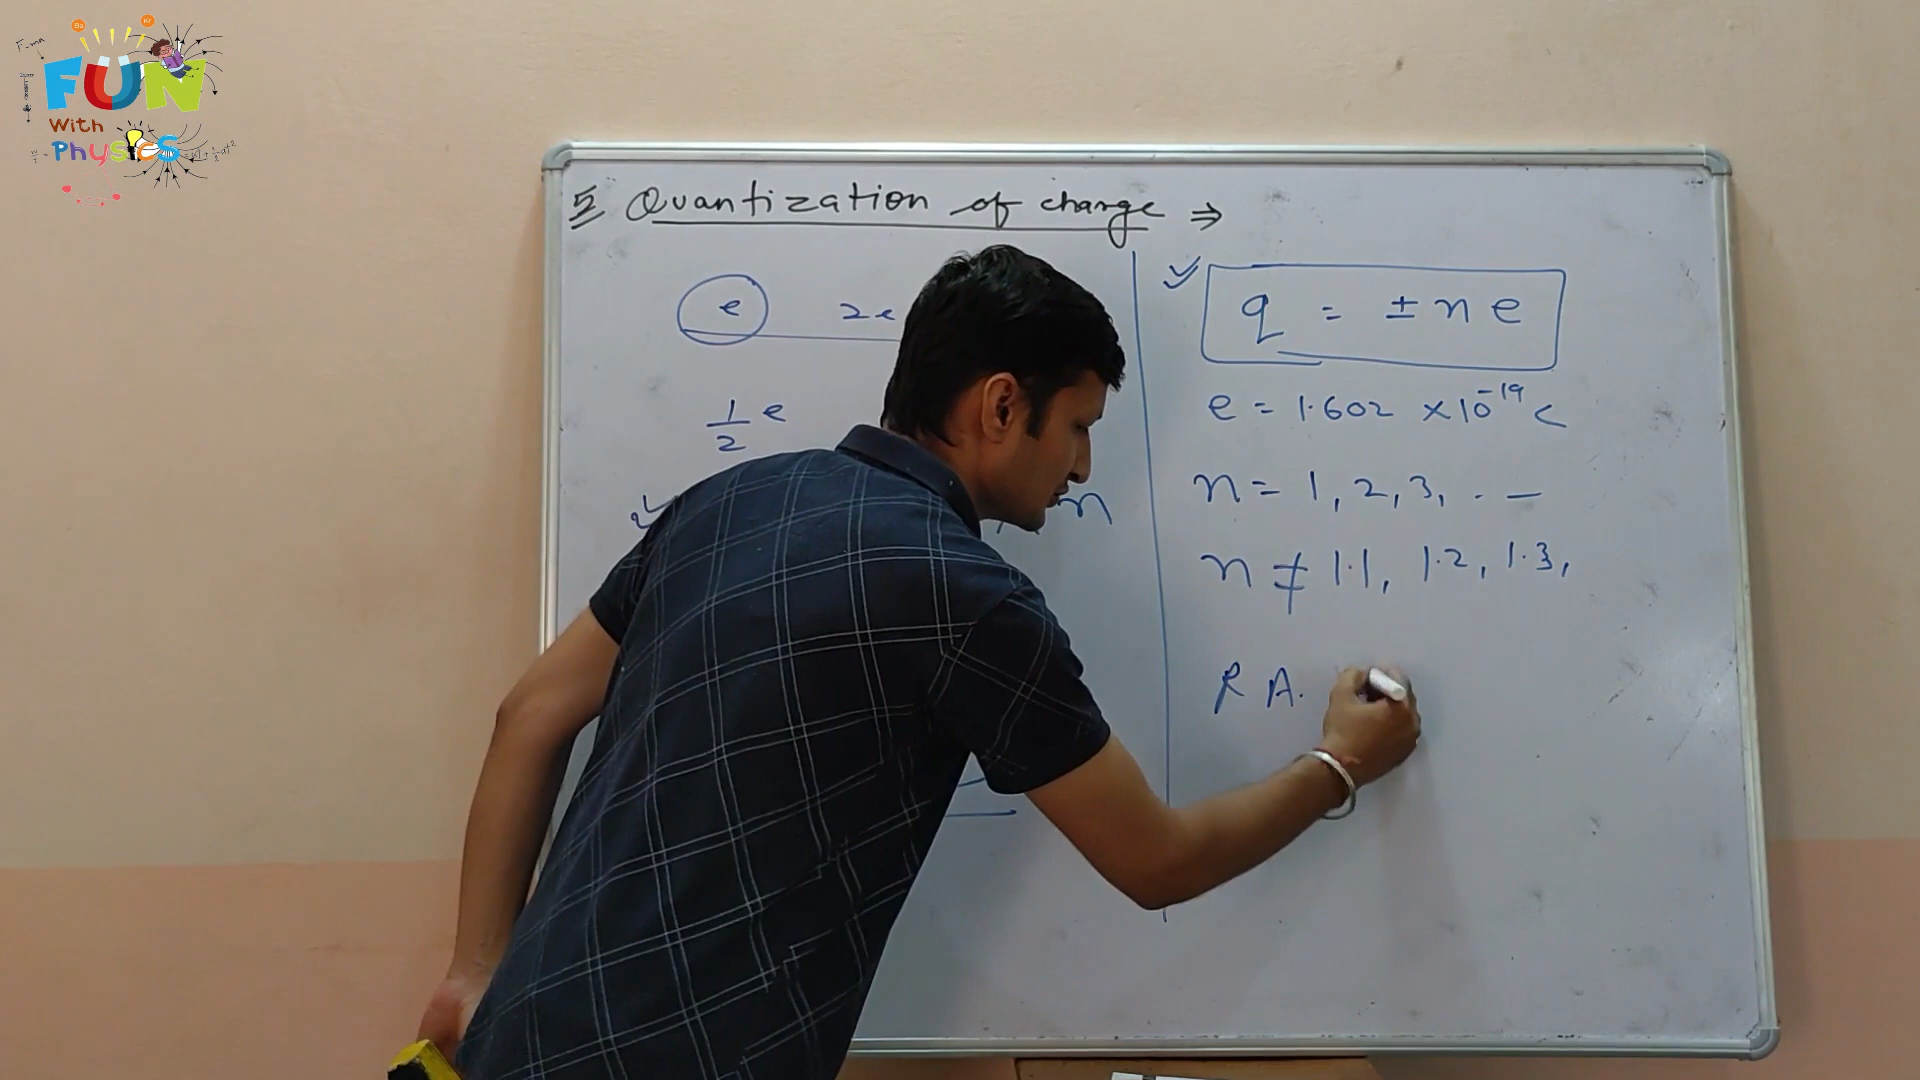 FUN
With
Physics
5 Quantization of charge ⇒
e 2e
1/2 e
n
q = ± n e
e = 1.602 × 10⁻¹⁹ C
n = 1, 2, 3, . —
n ≠ 1.1, 1.2, 1.3,
R A.